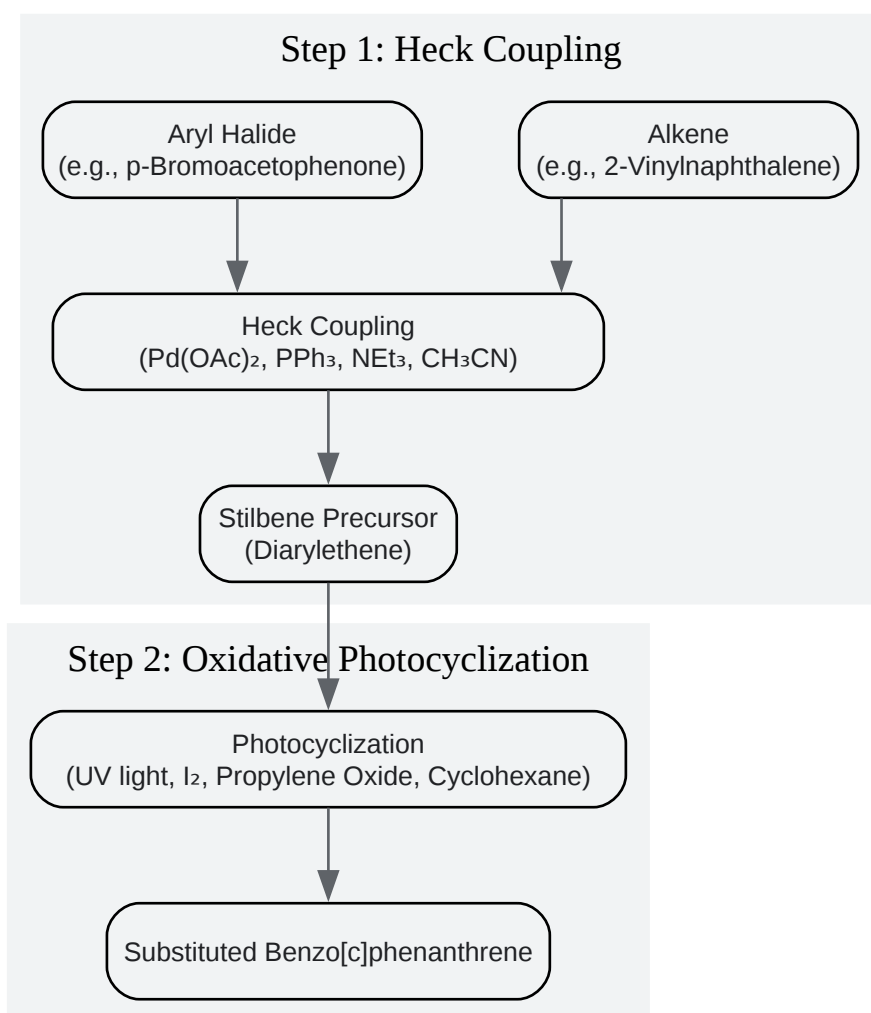 Step 1: Heck Coupling
Aryl Halide
(e.g., p-Bromoacetophenone)
Alkene
(e.g., 2-Vinylnaphthalene)
Heck Coupling
(Pd(OAc)₂, PPh₃, NEt₃, CH₃CN)
Stilbene Precursor
(Diarylethene)
Step 2: Oxidative Photocyclization
Photocyclization
(UV light, I₂, Propylene Oxide, Cyclohexane)
Substituted Benzo[c]phenanthrene